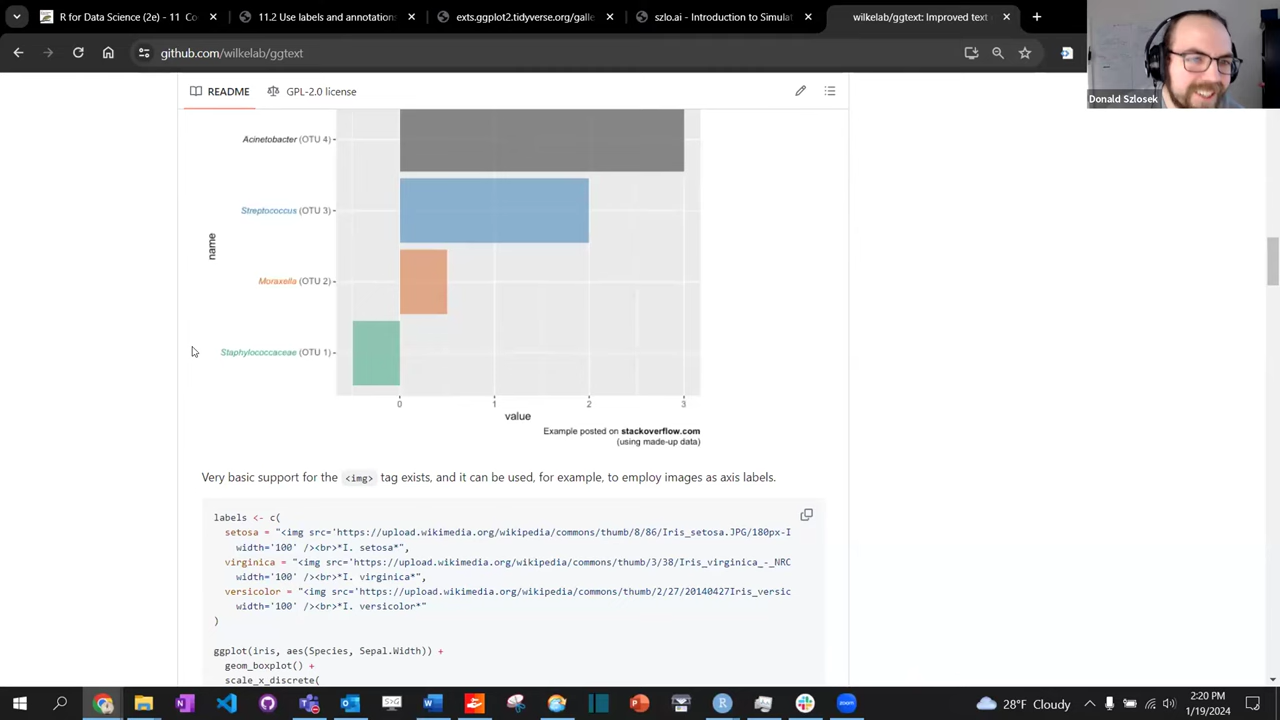 R for Data Science (2e) - 11 Co
11.2 Use labels and annotation
exts.ggplot2.tidyverse.org/galle
szlo.ai - Introduction to Simulat
wilkelab/ggtext: Improved text
github.com/wilkelab/ggtext
Donald Szlosek
README
GPL-2.0 license
Acinetobacter (OTU 4)
Streptococcus (OTU 3)
name
Moraxella (OTU 2)
Staphylococcaceae (OTU 1)
0 1 2 3
value
Example posted on stackoverflow.com
(using made-up data)
Very basic support for the <img> tag exists, and it can be used, for example, to employ images as axis labels.
labels <- c(
setosa = "<img src='https://upload.wikimedia.org/wikipedia/commons/thumb/8/86/Iris_setosa.JPG/180px-I
width='100' /><br>*I. setosa*",
virginica = "<img src='https://upload.wikimedia.org/wikipedia/commons/thumb/3/38/Iris_virginica_-_NRC
width='100' /><br>*I. virginica*",
versicolor = "<img src='https://upload.wikimedia.org/wikipedia/commons/thumb/2/27/20140427Iris_versic
width='100' /><br>*I. versicolor*"
)
ggplot(iris, aes(Species, Sepal.Width)) +
geom_boxplot() +
scale_x_discrete(
28°F Cloudy
2:20 PM
1/19/2024